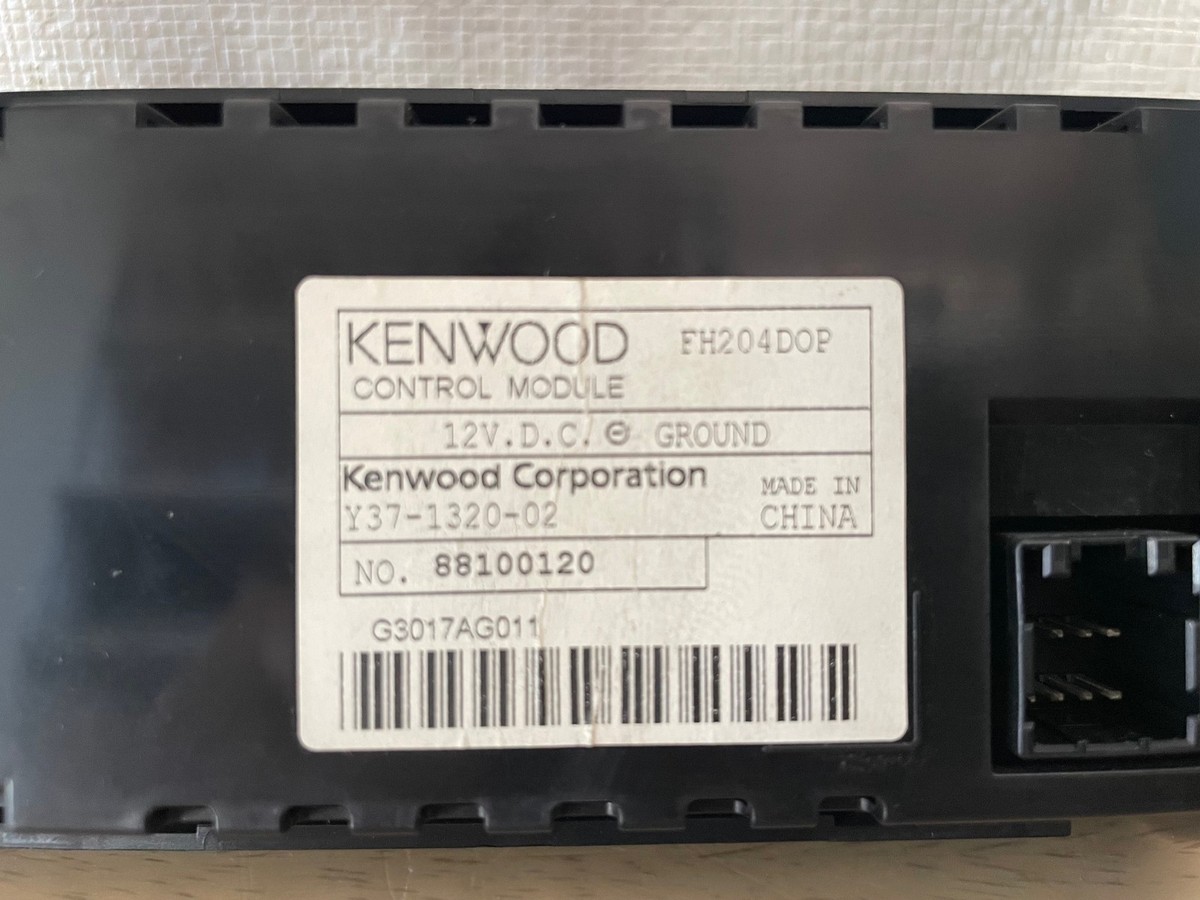 KENWOOD FH204DOP
CONTROL MODULE
12V.D.C. ⊖ GROUND
Kenwood Corporation
Y37-1320-02
MADE IN
CHINA
NO. 88100120
G3017AG011